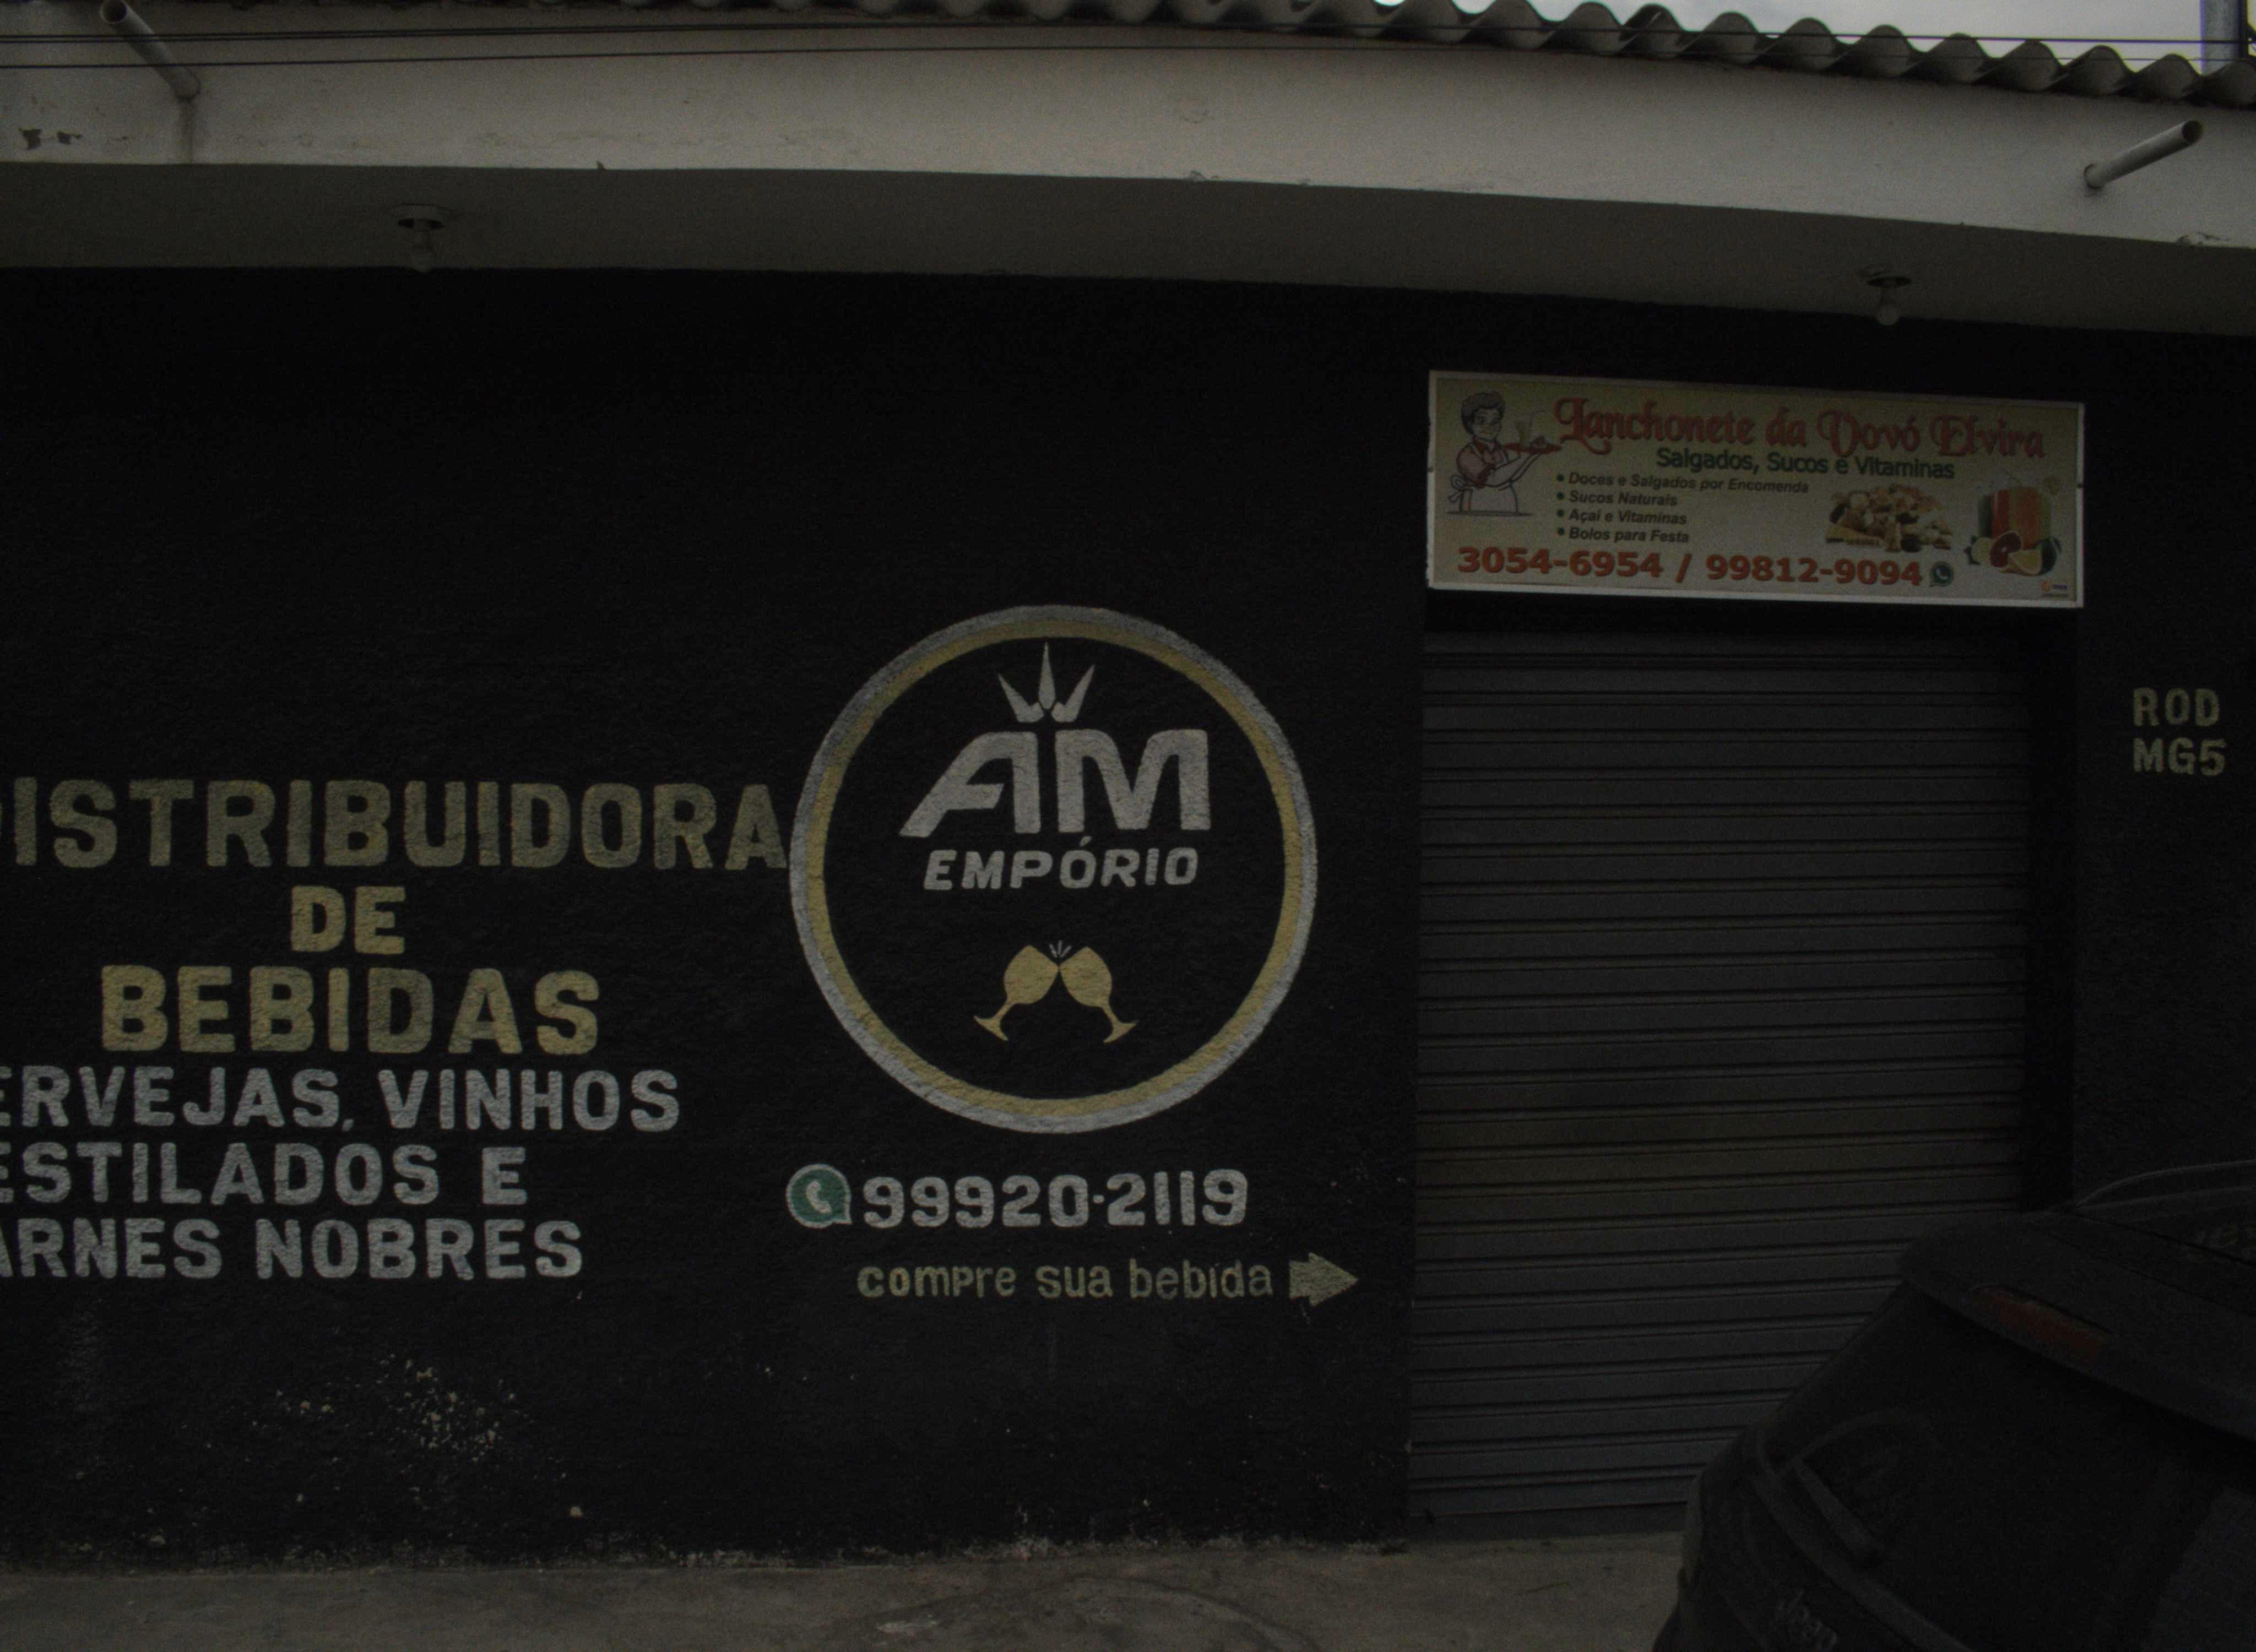 DISTRIBUIDORA
DE
BEBIDAS
ERVEJAS, VINHOS
ESTILADOS E
ARNES NOBRES
AM
EMPÓRIO
99920-2119
compre sua bebida
Lanchonete da Vovó Elvira
Salgados, Sucos e Vitaminas
• Doces e Salgados por Encomenda
• Sucos Naturais
• Açaí e Vitaminas
• Bolos para Festa
3054-6954 / 99812-9094
ROD
MG5